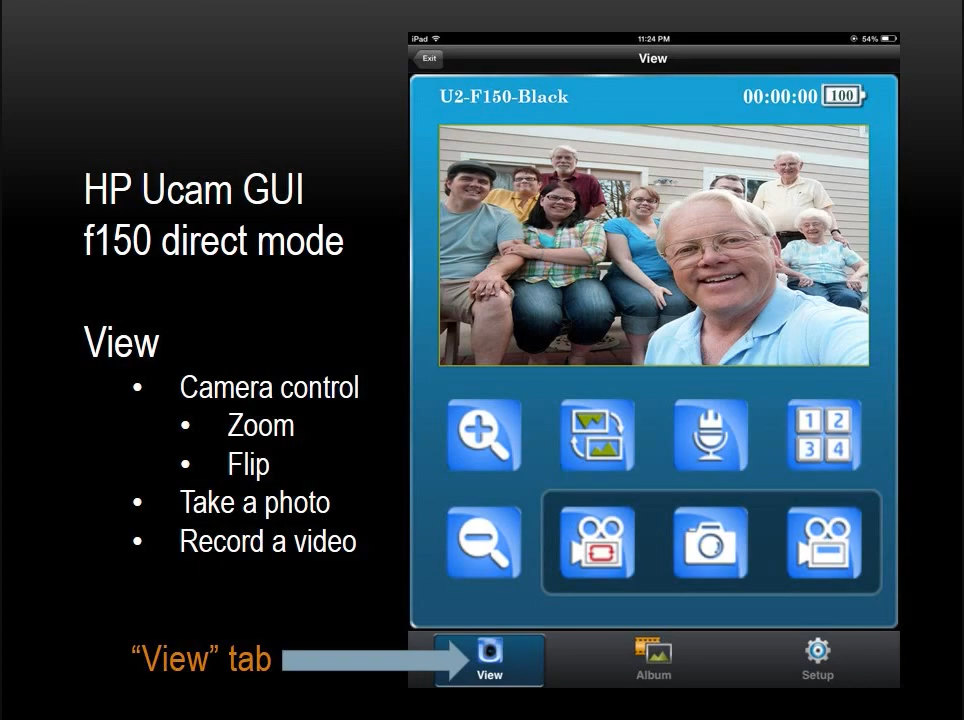 HP Ucam GUI
f150 direct mode
View
• Camera control
• Zoom
• Flip
• Take a photo
• Record a video
“View” tab
iPad 11:24 PM 54%
Exit View
U2-F150-Black 00:00:00 100
1 2
3 4
View Album Setup